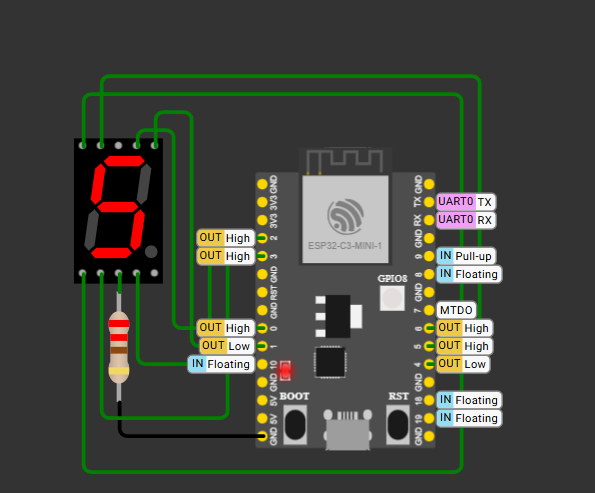 5
GND
3V3
3V3
OUT High 2
OUT High 3
GND
RST
GND
OUT High 0
OUT Low 1
IN Floating 10
GND
5V
5V
GND
ESP32-C3-MINI-1
GPIO8
BOOT
RST
GND
TX UART0 TX
RX UART0 RX
GND
9 IN Pull-up
8 IN Floating
GND
7 MTDO
6 OUT High
5 OUT High
4 OUT Low
GND
18 IN Floating
19 IN Floating
GND